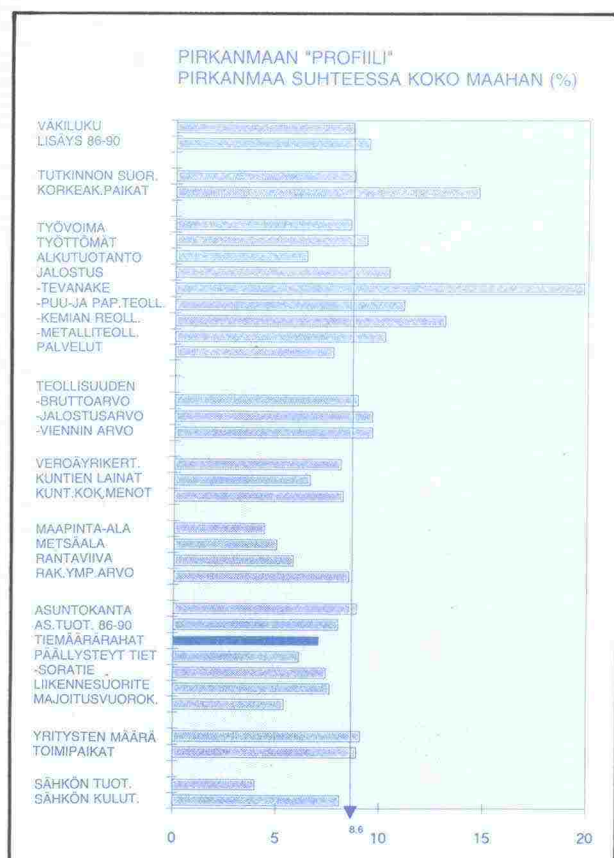 PIRKANMAAN "PROFIILI"
PIRKANMAA SUHTEESSA KOKO MAAHAN (%)
VÄKILUKU
LISÄYS 86-90
TUTKINNON SUOR.
KORKEAK.PAIKAT
TYÖVOIMA
TYÖTTÖMÄT
ALKUTUOTANTO
JALOSTUS
-TEVANAKE
-PUU-JA PAP.TEOLL.
-KEMIAN REOLL.
-METALLITEOLL.
PALVELUT
TEOLLISUUDEN
-BRUTTOARVO
-JALOSTUSARVO
-VIENNIN ARVO
VEROÄYRIKERT.
KUNTIEN LAINAT
KUNT.KOK,MENOT
MAAPINTA-ALA
METSÄALA
RANTAVIIVA
RAK.YMP.ARVO
ASUNTOKANTA
AS.TUOT. 86-90
TIEMÄÄRÄRAHAT
PÄÄLLYSTEYT TIET
-SORATIE
LIIKENNESUORITE
MAJOITUSVUOROK.
YRITYSTEN MÄÄRÄ
TOIMIPAIKAT
SÄHKÖN TUOT.
SÄHKÖN KULUT.
0 5 8.6 10 15 20